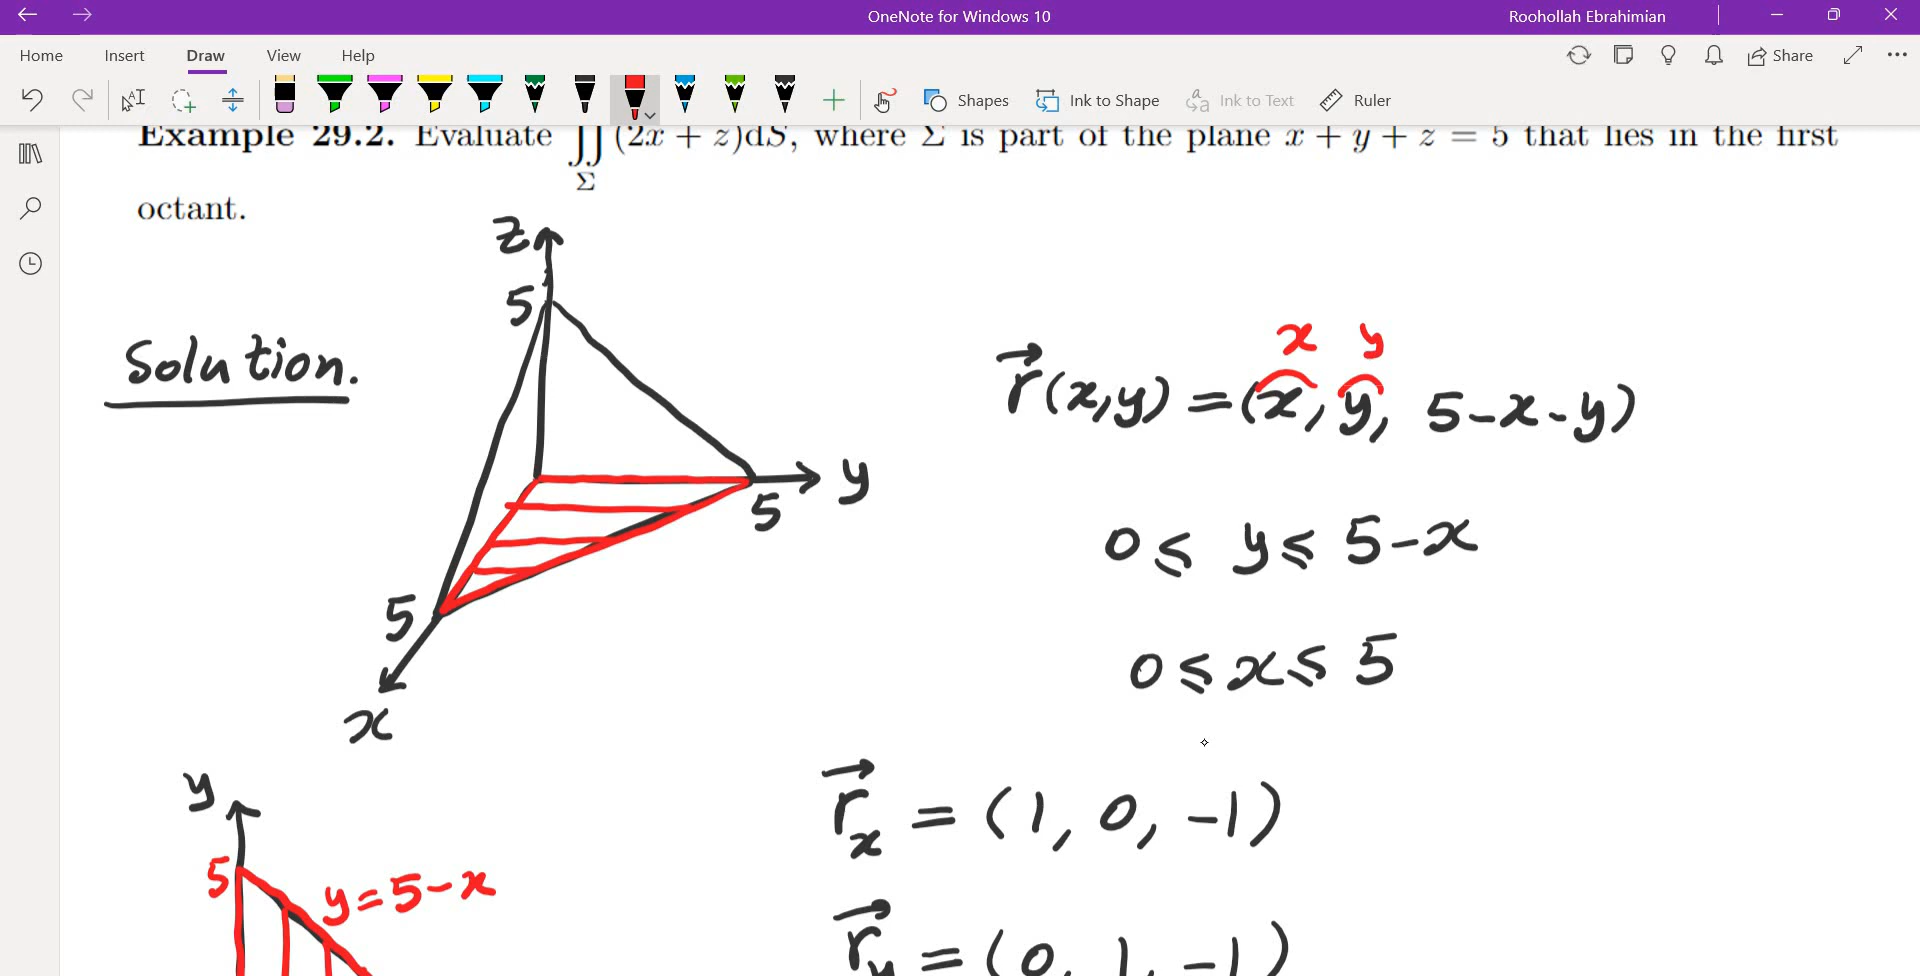 OneNote for Windows 10
Roohollah Ebrahimian
Home Insert Draw View Help
Share
Shapes Ink to Shape Ink to Text Ruler
Example 29.2. Evaluate ∬_Σ (2x + z)dS, where Σ is part of the plane x + y + z = 5 that lies in the first
octant.
z
5
Solution.
y
5
5
x
x y
r⃗(x,y) = (x, y, 5-x-y)
0 ≤ y ≤ 5-x
0 ≤ x ≤ 5
y
5
y = 5-x
r⃗_x = (1, 0, -1)
r⃗_y = (0, 1, -1)